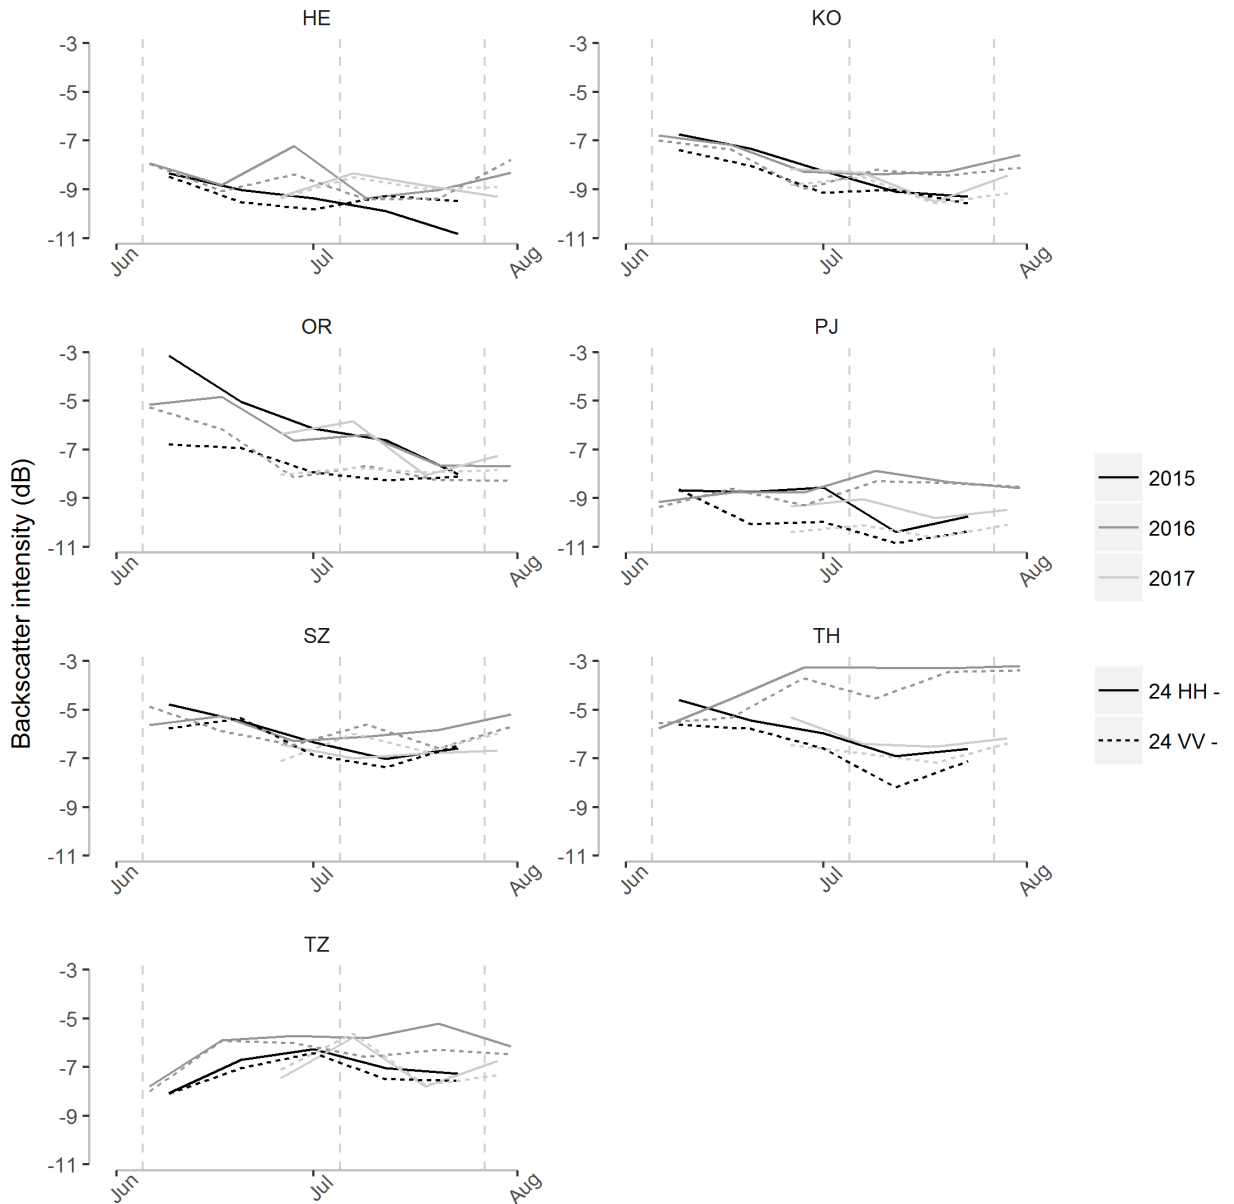 HE
KO
-3
-5
-7
-9
-11
Jun
Jul
Aug
-3
-5
-7
-9
-11
Jun
Jul
Aug
OR
PJ
-3
-5
-7
-9
-11
Jun
Jul
Aug
-3
-5
-7
-9
-11
Jun
Jul
Aug
Backscatter intensity (dB)
SZ
TH
-3
-5
-7
-9
-11
Jun
Jul
Aug
-3
-5
-7
-9
-11
Jun
Jul
Aug
TZ
-3
-5
-7
-9
-11
Jun
Jul
Aug
2015
2016
2017
24 HH -
24 VV -